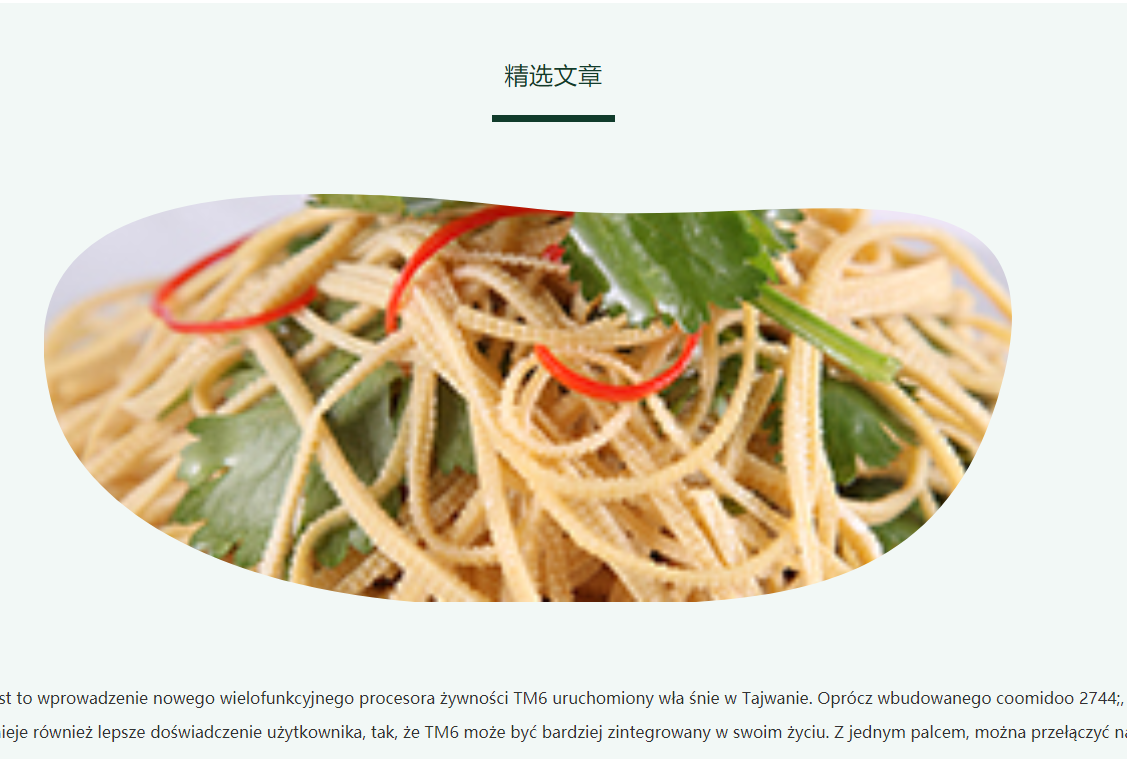 精选文章
st to wprowadzenie nowego wielofunkcyjnego procesora żywności TM6 uruchomiony wła śnie w Tajwanie. Oprócz wbudowanego coomidoo 2744;,
ieje również lepsze doświadczenie użytkownika, tak, że TM6 może być bardziej zintegrowany w swoim życiu. Z jednym palcem, można przełączyć na